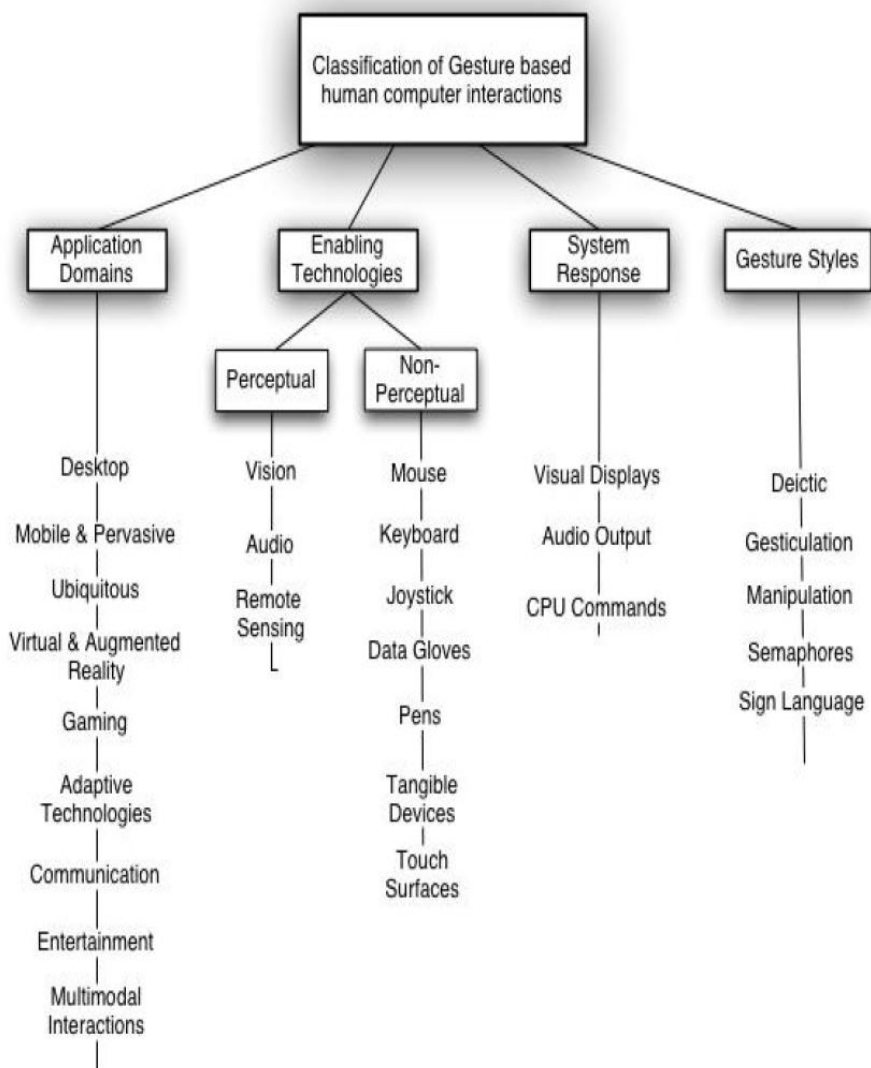 Classification of Gesture based
human computer interactions
Application
Domains
Enabling
Technologies
System
Response
Gesture Styles
Perceptual
Non-
Perceptual
Desktop
Mobile & Pervasive
Ubiquitous
Virtual & Augmented
Reality
Gaming
Adaptive
Technologies
Communication
Entertainment
Multimodal
Interactions
Vision
Audio
Remote
Sensing
Mouse
Keyboard
Joystick
Data Gloves
Pens
Tangible
Devices
Touch
Surfaces
Visual Displays
Audio Output
CPU Commands
Deictic
Gesticulation
Manipulation
Semaphores
Sign Language